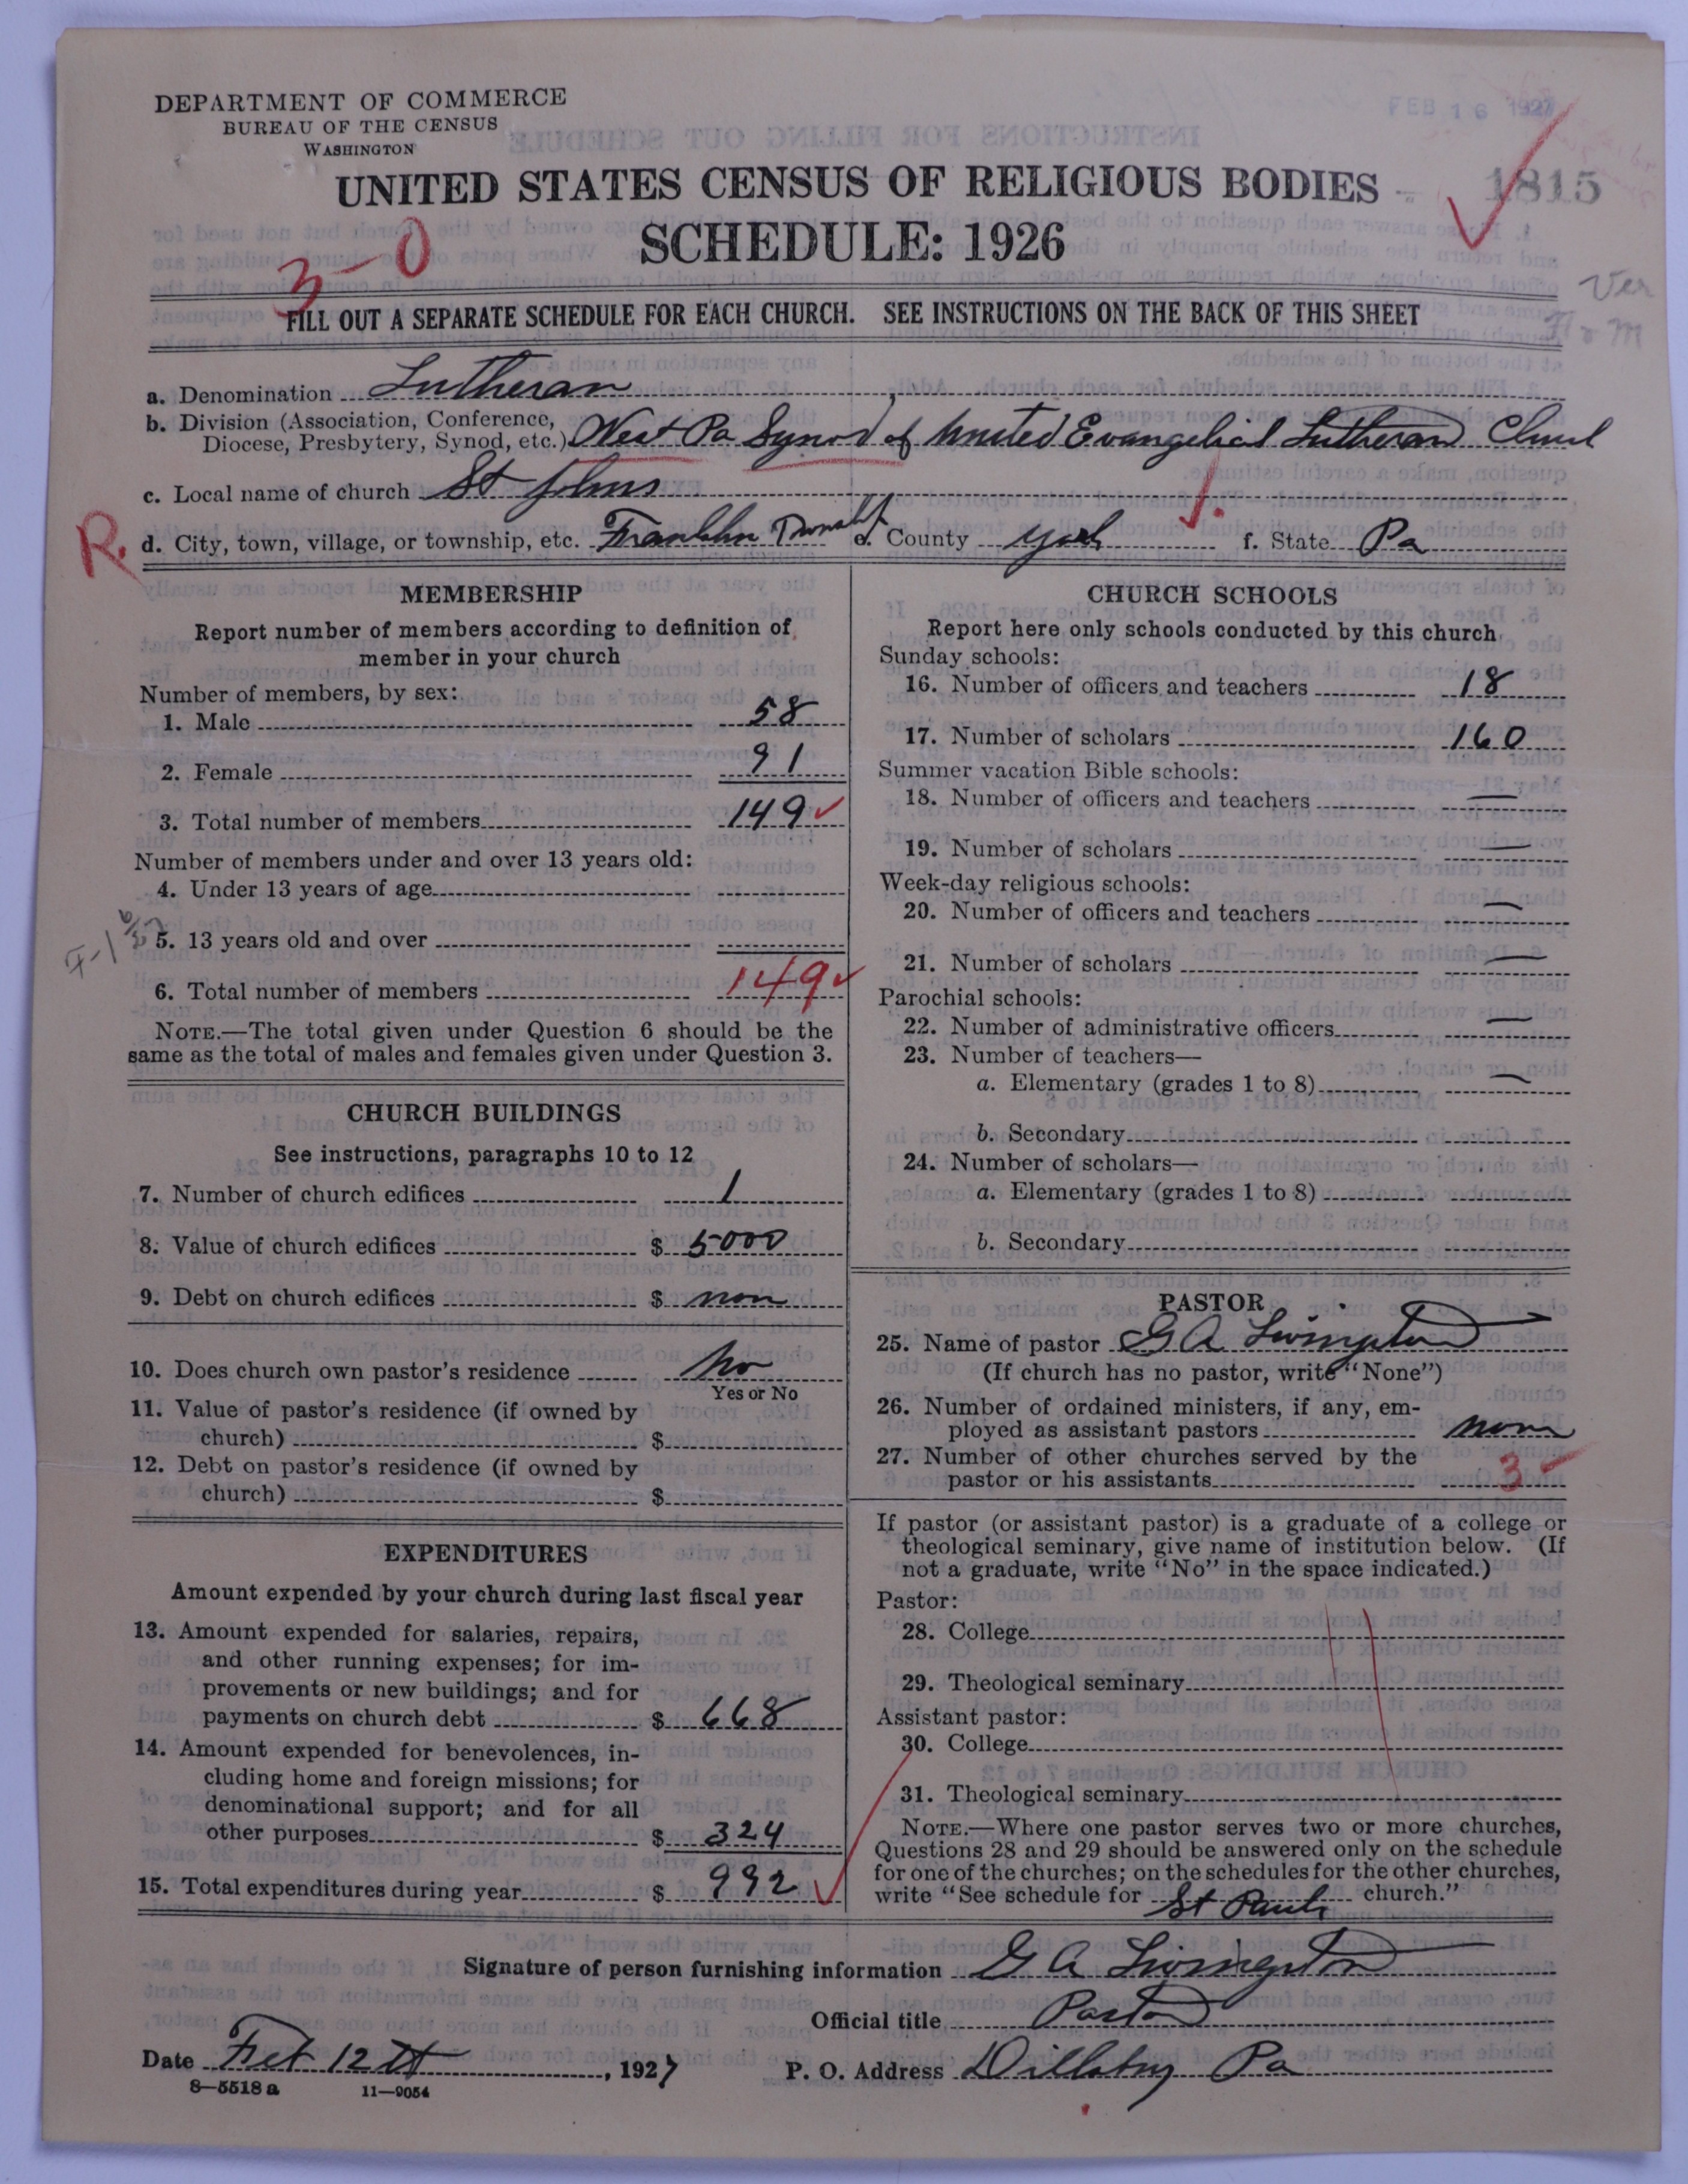 DEPARTMENT OF COMMERCE
BUREAU OF THE CENSUS
WASHINGTON
FEB 16 1927
1815
UNITED STATES CENSUS OF RELIGIOUS BODIES
SCHEDULE: 1926
3-0
Ver
FILL OUT A SEPARATE SCHEDULE FOR EACH CHURCH. SEE INSTRUCTIONS ON THE BACK OF THIS SHEET
a. Denomination Lutheran
b. Division (Association, Conference, Diocese, Presbytery, Synod, etc.) West Pa Synod of United Evangelical Lutheran Church
c. Local name of church St Johns
R. d. City, town, village, or township, etc. Franklin Township e. County York f. State Pa
MEMBERSHIP
Report number of members according to definition of
member in your church
Number of members, by sex:
1. Male 58
2. Female 91
3. Total number of members 149
Number of members under and over 13 years old:
4. Under 13 years of age
5. 13 years old and over
6. Total number of members 149
NOTE.—The total given under Question 6 should be the
same as the total of males and females given under Question 3.
CHURCH BUILDINGS
See instructions, paragraphs 10 to 12
7. Number of church edifices 1
8. Value of church edifices $ 5000
9. Debt on church edifices $ non
10. Does church own pastor's residence No
Yes or No
11. Value of pastor's residence (if owned by
church) $
12. Debt on pastor's residence (if owned by
church) $
EXPENDITURES
Amount expended by your church during last fiscal year
13. Amount expended for salaries, repairs,
and other running expenses; for im-
provements or new buildings; and for
payments on church debt $ 668
14. Amount expended for benevolences, in-
cluding home and foreign missions; for
denominational support; and for all
other purposes $ 324
15. Total expenditures during year $ 992
CHURCH SCHOOLS
Report here only schools conducted by this church
Sunday schools:
16. Number of officers and teachers 18
17. Number of scholars 160
Summer vacation Bible schools:
18. Number of officers and teachers —
19. Number of scholars —
Week-day religious schools:
20. Number of officers and teachers —
21. Number of scholars —
Parochial schools:
22. Number of administrative officers —
23. Number of teachers—
a. Elementary (grades 1 to 8) —
b. Secondary
24. Number of scholars—
a. Elementary (grades 1 to 8)
b. Secondary
PASTOR
25. Name of pastor G A Livingston
(If church has no pastor, write "None")
26. Number of ordained ministers, if any, em-
ployed as assistant pastors non
27. Number of other churches served by the
pastor or his assistants 3
If pastor (or assistant pastor) is a graduate of a college or
theological seminary, give name of institution below. (If
not a graduate, write "No" in the space indicated.)
Pastor:
28. College
29. Theological seminary
Assistant pastor:
30. College
31. Theological seminary
NOTE.—Where one pastor serves two or more churches,
Questions 28 and 29 should be answered only on the schedule
for one of the churches; on the schedules for the other churches,
write "See schedule for St Pauls church."
Signature of person furnishing information G A Livingston
Official title Pastor
Date Feb 12th, 1927 P. O. Address Dillsburg Pa
8—5518 a 11—9054